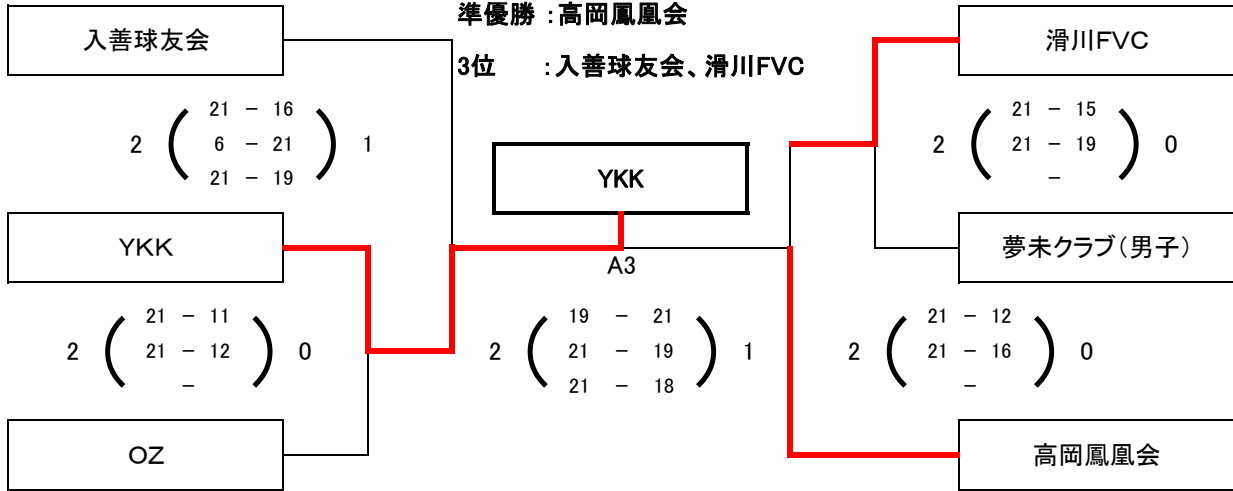 準優勝 ：高岡鳳凰会
3位 ：入善球友会、滑川FVC
入善球友会
2 ( 21 － 16 ) 1
6 － 21
21 － 19
YKK
2 ( 21 － 11 ) 0
21 － 12
－
OZ
YKK
A3
2 ( 19 － 21 ) 1
21 － 19
21 － 18
滑川FVC
2 ( 21 － 15 ) 0
21 － 19
－
夢未クラブ（男子）
2 ( 21 － 12 ) 0
21 － 16
－
高岡鳳凰会